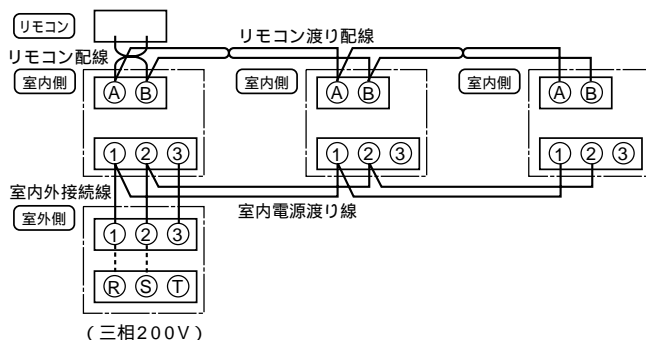 リモコン
リモコン渡り配線
リモコン配線
室内側 室内側 室内側
A B A B A B
1 2 3 1 2 3 1 2 3
室内外接続線
室内電源渡り線
室外側
1 2 3
R S T
(三相200V)